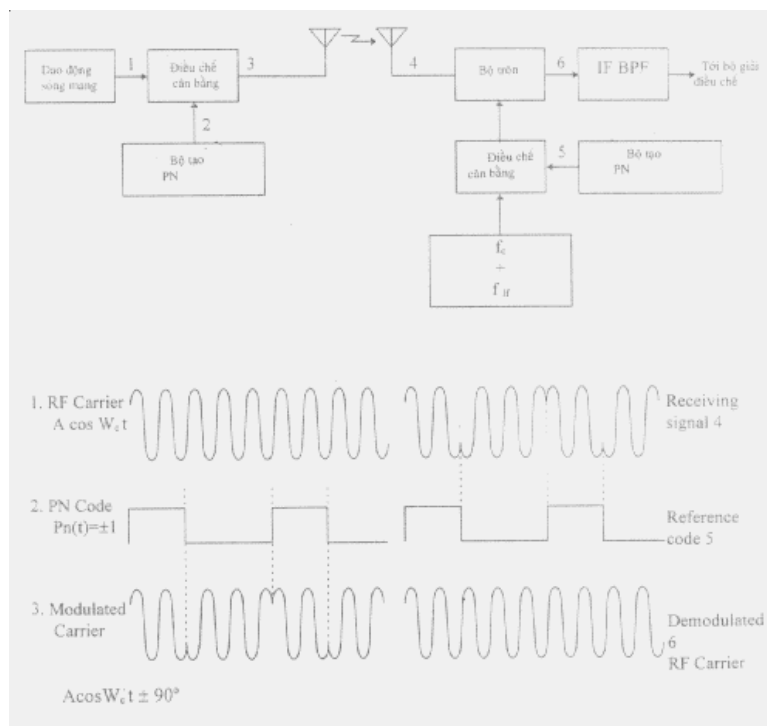 1
3
4
6
Dao động
sóng mang
Điều chế
cân bằng
Bộ trộn
IF BPF
Tới bộ giải
điều chế
2
Bộ tạo
PN
Điều chế
cân bằng
5
Bộ tạo
PN
f c
+
f If
1. RF Carrier
A cos Wct
Receiving
signal 4
2. PN Code
Pn(t)=±1
Reference
code 5
3. Modulated
Carrier
Demodulated
6
RF Carrier
AcosWct ± 90°